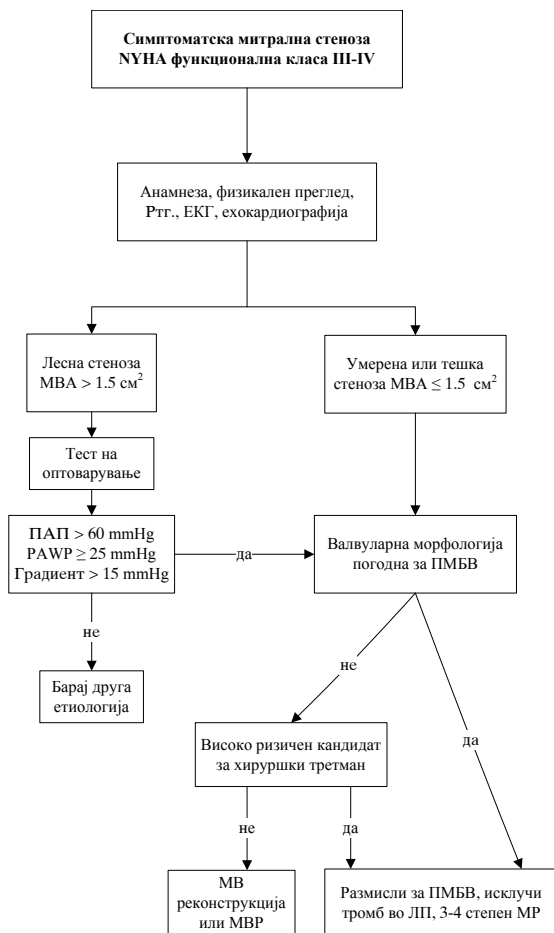 Симптоматска митрална стеноза
NYHA функционална класа III-IV
Анамнеза, физикален преглед,
Ртг., ЕКГ, ехокардиографија
Лесна стеноза
МВА > 1.5 см²
Умерена или тешка
стеноза МВА ≤ 1.5 см²
Тест на
оптоварување
ПАП > 60 mmHg
PAWP ≥ 25 mmHg
Градиент > 15 mmHg
да
Валвуларна морфологија
погодна за ПМБВ
не
Барај друга
етиологија
не
да
Високо ризичен кандидат
за хируршки третман
не
да
МВ
реконструкција
или МВР
Размисли за ПМБВ, исклучи
тромб во ЛП, 3-4 степен МР